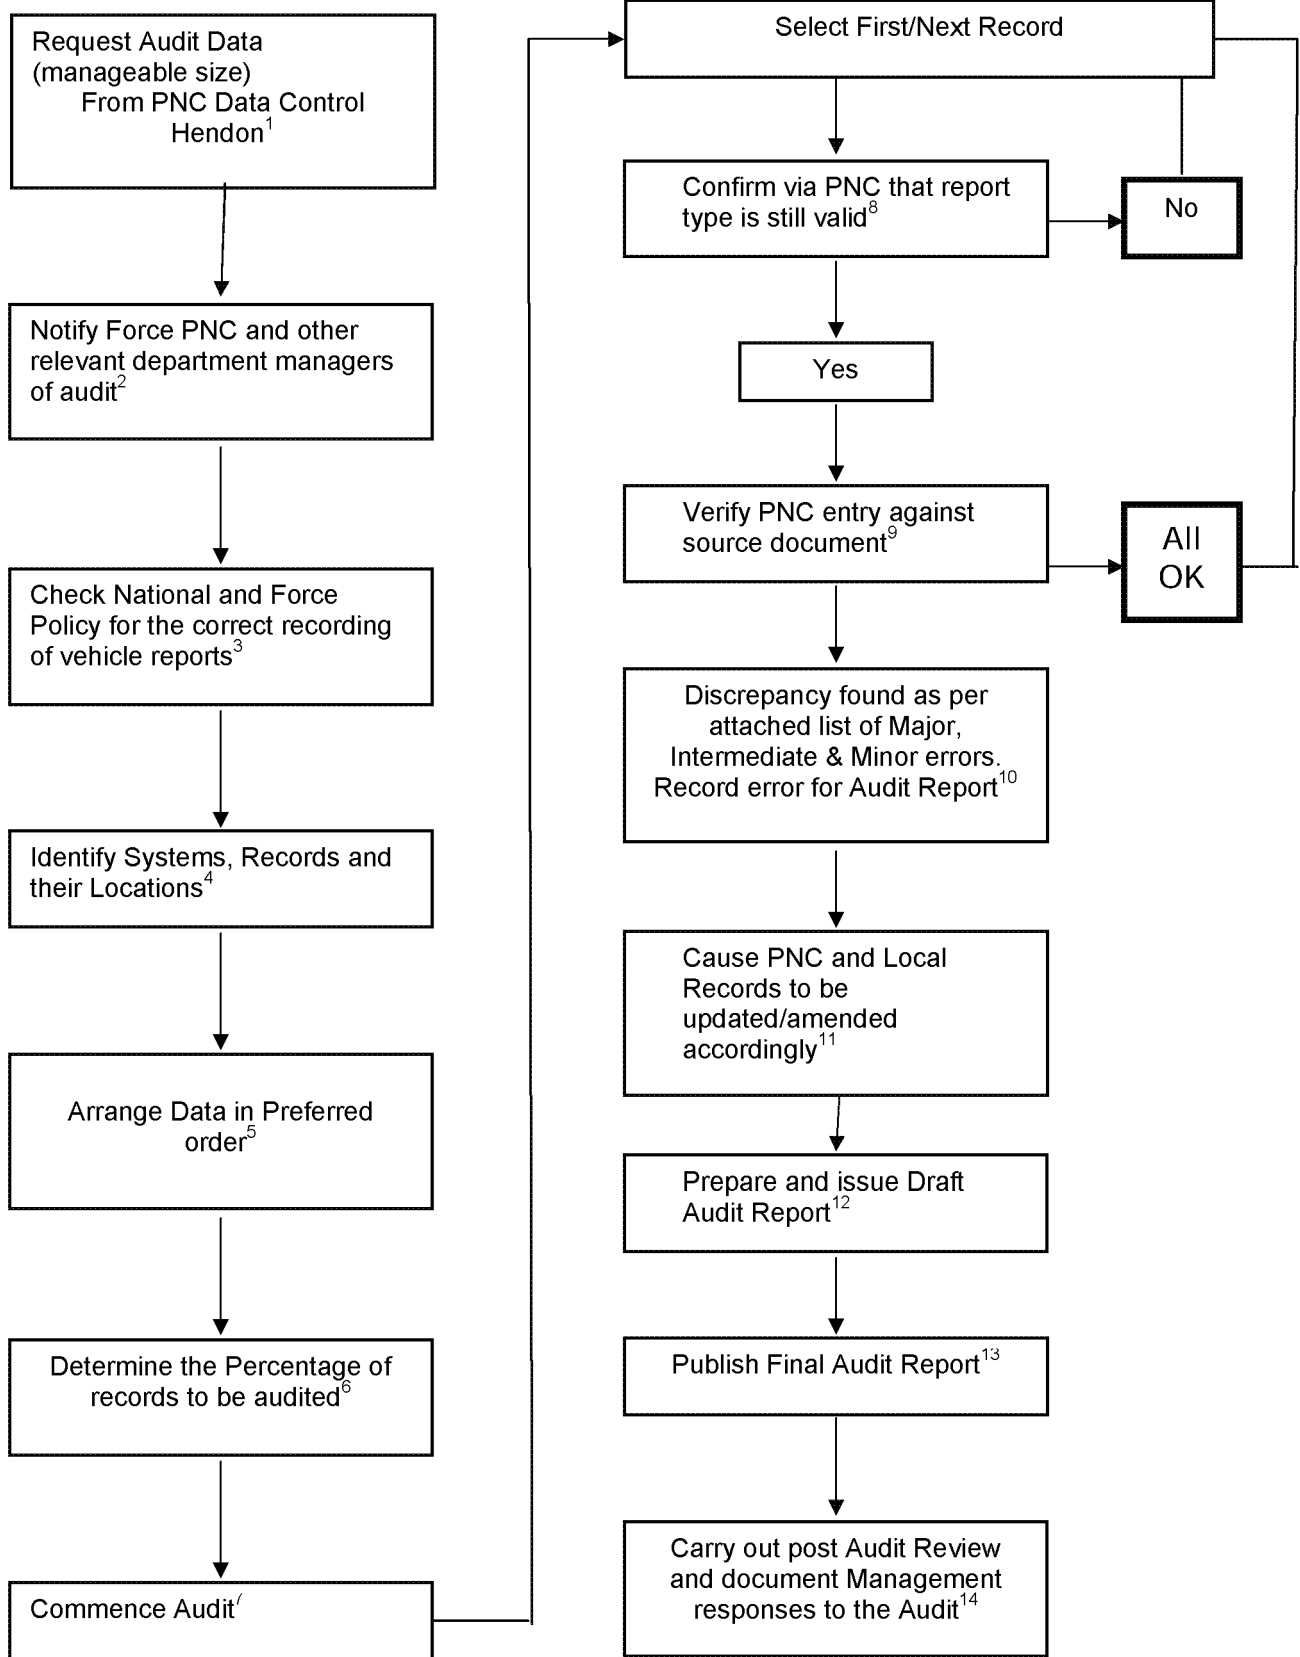 Request Audit Data
(manageable size)
From PNC Data Control
Hendon1
Notify Force PNC and other
relevant department managers
of audit2
Check National and Force
Policy for the correct recording
of vehicle reports3
Identify Systems, Records and
their Locations4
Arrange Data in Preferred
order5
Determine the Percentage of
records to be audited6
Commence Audit7
Select First/Next Record
Confirm via PNC that report
type is still valid8
No
Yes
Verify PNC entry against
source document9
All
OK
Discrepancy found as per
attached list of Major,
Intermediate & Minor errors.
Record error for Audit Report10
Cause PNC and Local
Records to be
updated/amended
accordingly11
Prepare and issue Draft
Audit Report12
Publish Final Audit Report13
Carry out post Audit Review
and document Management
responses to the Audit14